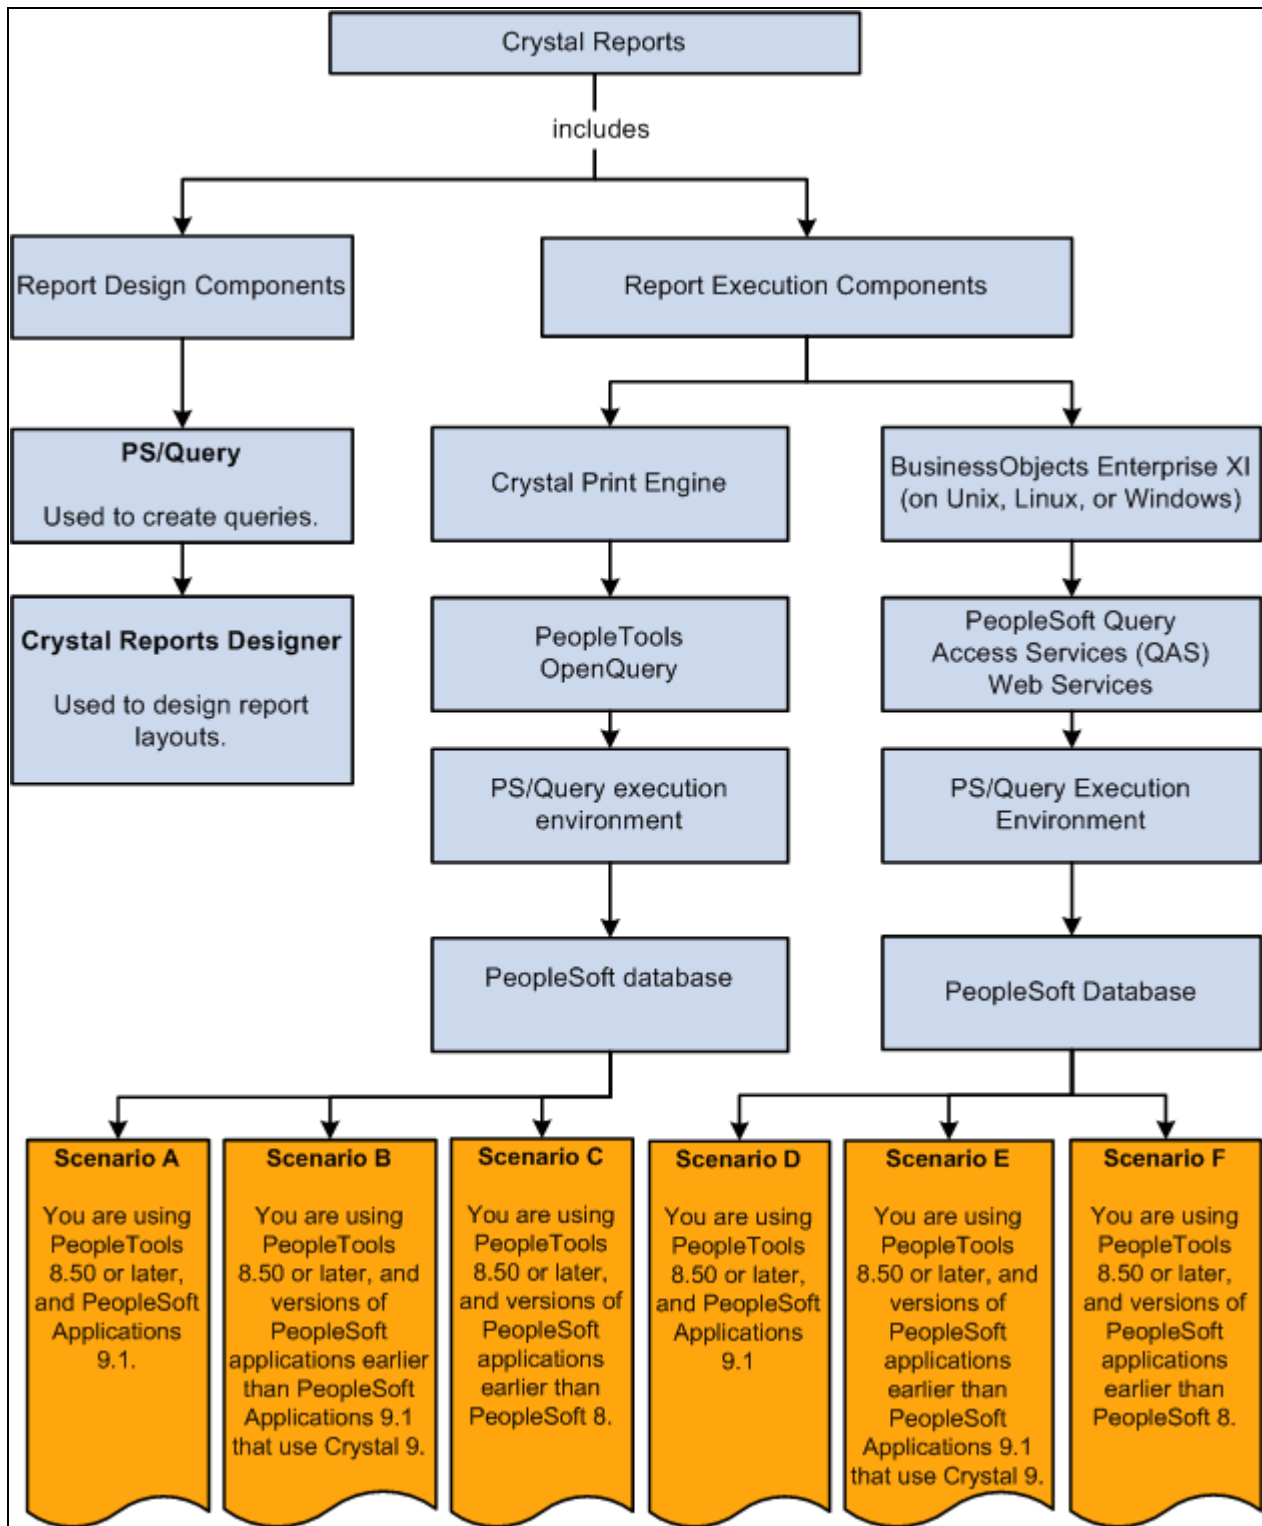 Crystal Reports
includes
Report Design Components
Report Execution Components
PS/Query
Used to create queries.
Crystal Print Engine
BusinessObjects Enterprise XI
(on Unix, Linux, or Windows)
Crystal Reports Designer
Used to design report
layouts.
PeopleTools
OpenQuery
PeopleSoft Query
Access Services (QAS)
Web Services
PS/Query execution
environment
PS/Query Execution
Environment
PeopleSoft database
PeopleSoft Database
Scenario A
You are using
PeopleTools
8.50 or later,
and PeopleSoft
Applications
9.1.
Scenario B
You are using
PeopleTools
8.50 or later, and
versions of
PeopleSoft
applications earlier
than PeopleSoft
Applications 9.1
that use Crystal 9.
Scenario C
You are using
PeopleTools
8.50 or later,
and versions of
PeopleSoft
applications
earlier than
PeopleSoft 8.
Scenario D
You are using
PeopleTools
8.50 or later,
and PeopleSoft
Applications
9.1
Scenario E
You are using
PeopleTools
8.50 or later, and
versions of
PeopleSoft
applications
earlier than
PeopleSoft
Applications 9.1
that use Crystal 9.
Scenario F
You are using
PeopleTools
8.50 or later,
and versions of
PeopleSoft
applications
earlier than
PeopleSoft 8.